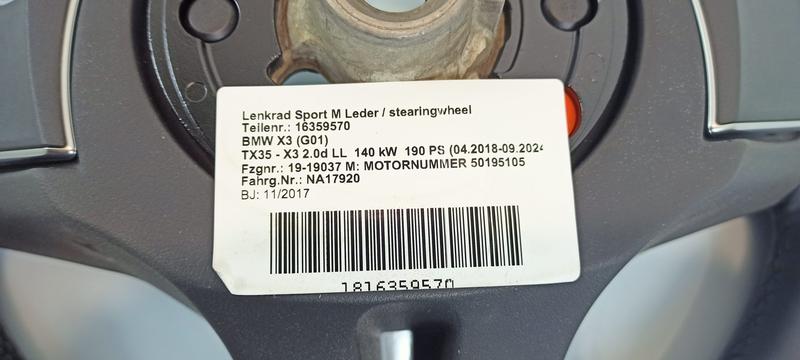 Lenkrad Sport M Leder / stearingwheel
Teilenr.: 16359570
BMW X3 (G01)
TX35 - X3 2.0d LL 140 kW 190 PS (04.2018-09.2024
Fzgnr.: 19-19037 M: MOTORNUMMER 50195105
Fahrg.Nr.: NA17920
BJ: 11/2017
1816359570